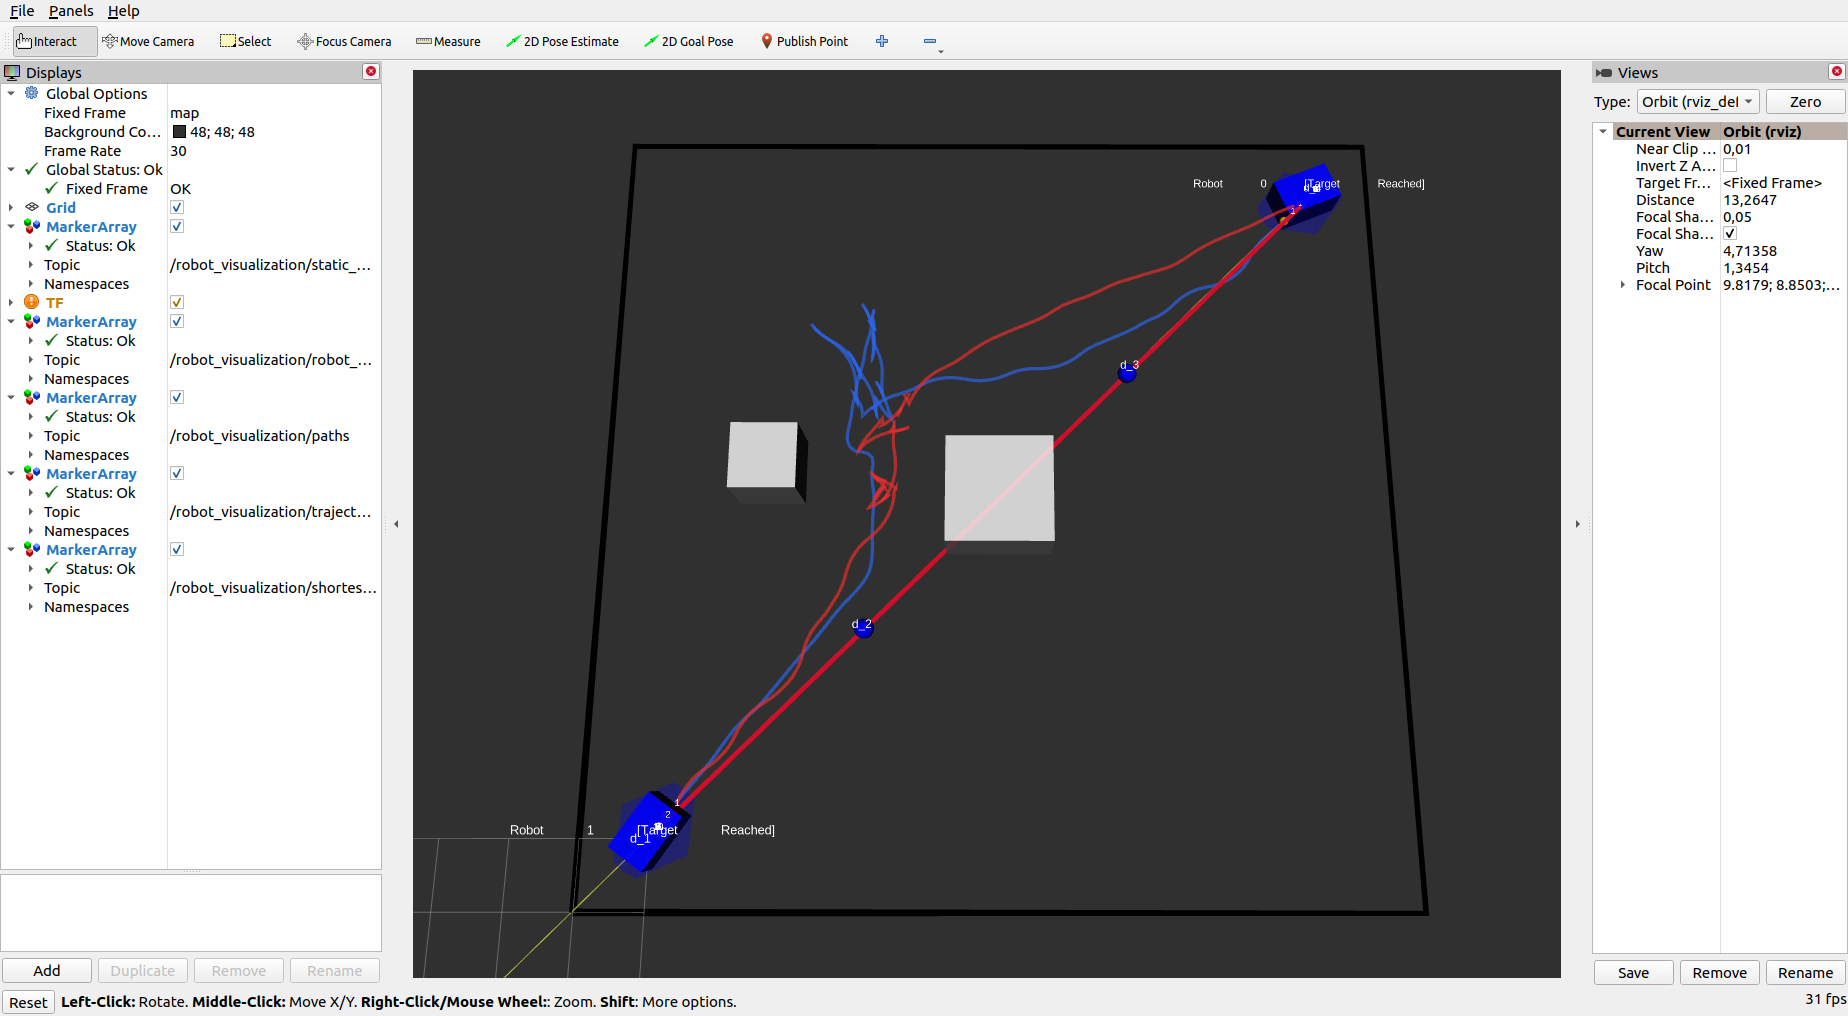 File Panels Help
Interact Move Camera Select Focus Camera Measure 2D Pose Estimate 2D Goal Pose Publish Point
Displays
Global Options
Fixed Frame map
Background Co... 48; 48; 48
Frame Rate 30
Global Status: Ok
Fixed Frame OK
Grid
MarkerArray
Status: Ok
Topic /robot_visualization/static_...
Namespaces
TF
MarkerArray
Status: Ok
Topic /robot_visualization/robot_...
Namespaces
MarkerArray
Status: Ok
Topic /robot_visualization/paths
Namespaces
MarkerArray
Status: Ok
Topic /robot_visualization/traject...
Namespaces
MarkerArray
Status: Ok
Topic /robot_visualization/shortes...
Namespaces
Add Duplicate Remove Rename
Robot 0 [Target Reached]
1
d_3
d_2
1
2
Robot 1 [Target Reached]
d_1
Views
Type: Orbit (rviz_del Zero
Current View Orbit (rviz)
Near Clip ... 0,01
Invert Z A...
Target Fr... <Fixed Frame>
Distance 13,2647
Focal Sha... 0,05
Focal Sha...
Yaw 4,71358
Pitch 1,3454
Focal Point 9.8179; 8.8503;...
Save Remove Rename
Reset Left-Click: Rotate. Middle-Click: Move X/Y. Right-Click/Mouse Wheel:: Zoom. Shift: More options.
31 fps